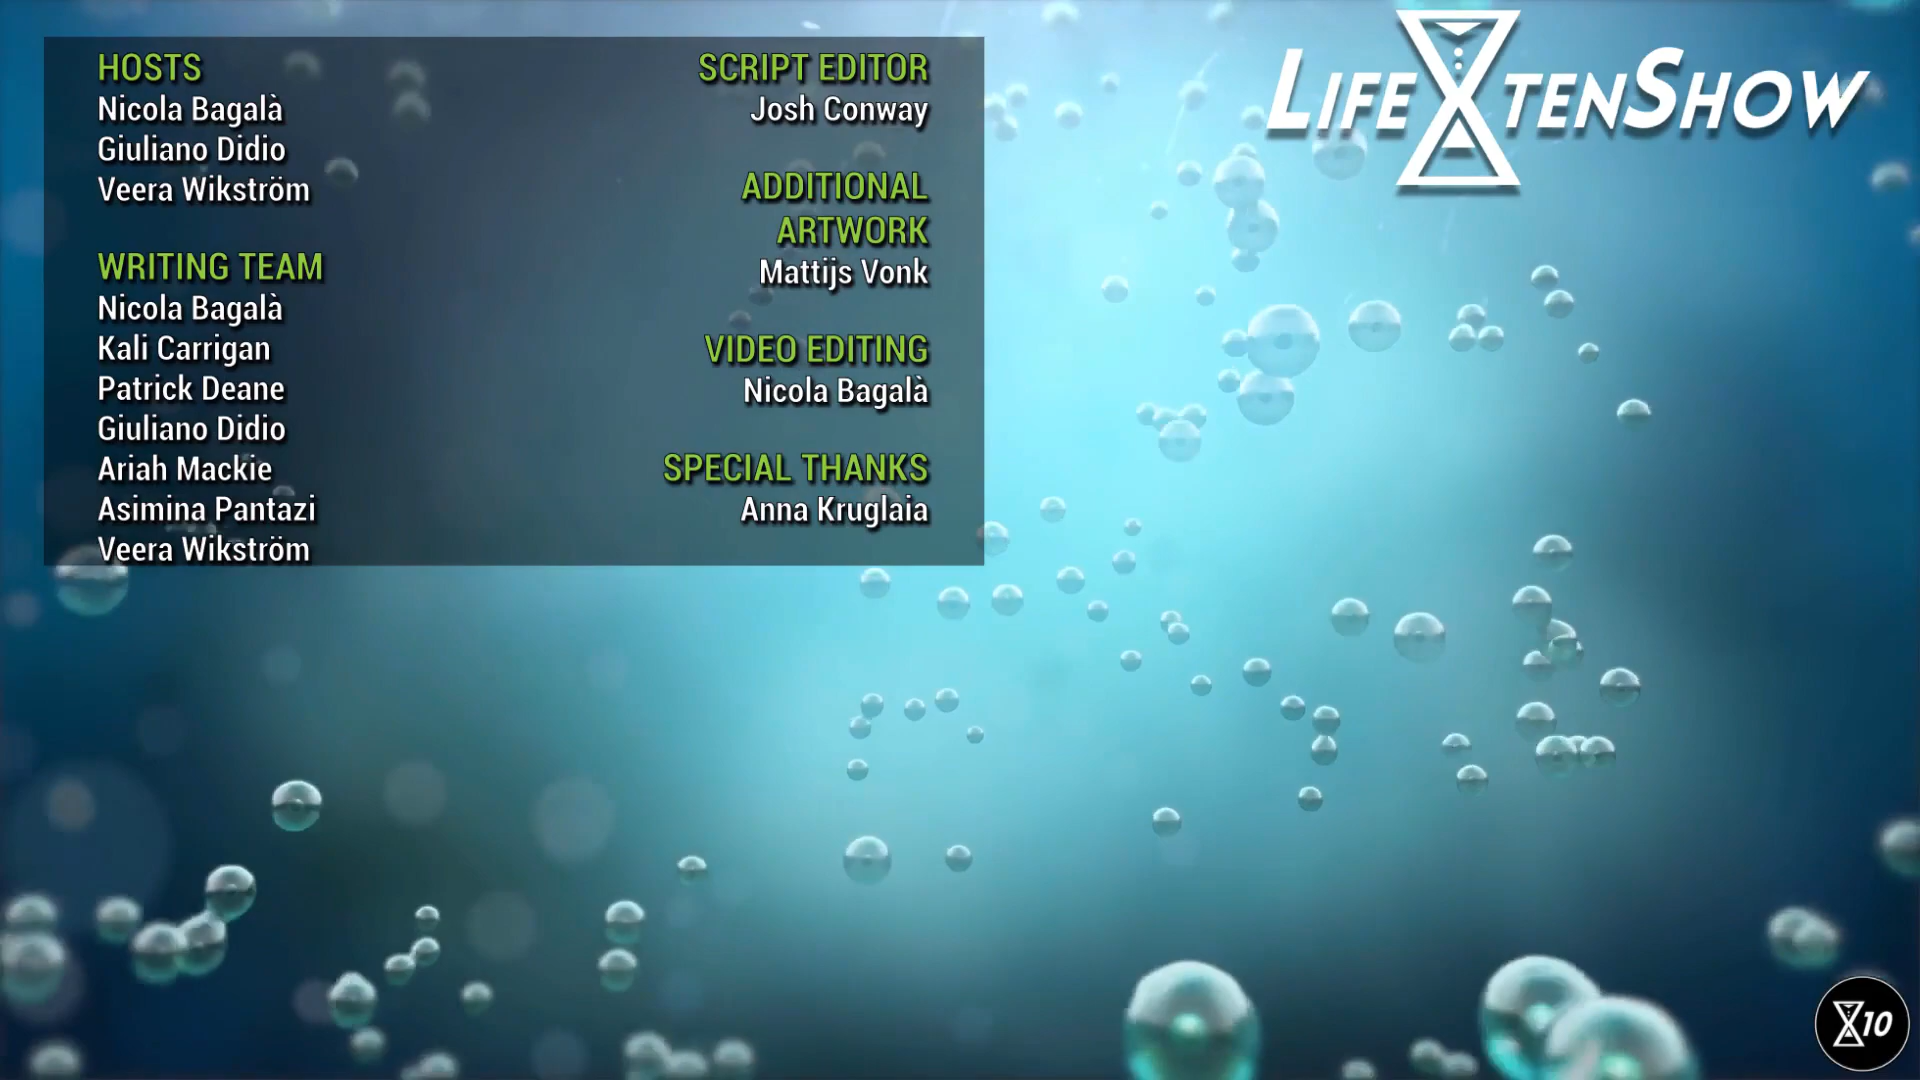 HOSTS
Nicola Bagalà
Giuliano Didio
Veera Wikström
WRITING TEAM
Nicola Bagalà
Kali Carrigan
Patrick Deane
Giuliano Didio
Ariah Mackie
Asimina Pantazi
Veera Wikström
SCRIPT EDITOR
Josh Conway
ADDITIONAL
ARTWORK
Mattijs Vonk
VIDEO EDITING
Nicola Bagalà
SPECIAL THANKS
Anna Kruglaia
LIFEXTENSHOW
X10